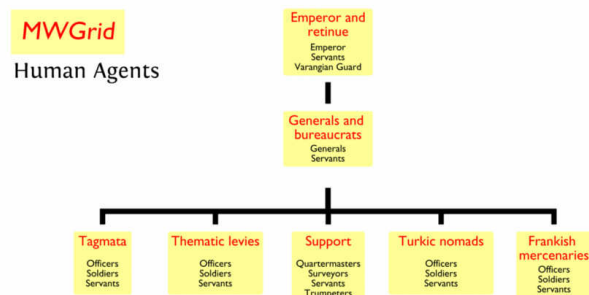 MWGrid
Human Agents
Emperor and
retinue
Emperor
Servants
Varangian Guard
Generals and
bureaucrats
Generals
Servants
Tagmata
Officers
Soldiers
Servants
Thematic levies
Officers
Soldiers
Servants
Support
Quartermasters
Surveyors
Servants
Trumpeters
Turkic nomads
Officers
Soldiers
Servants
Frankish
mercenaries
Officers
Soldiers
Servants